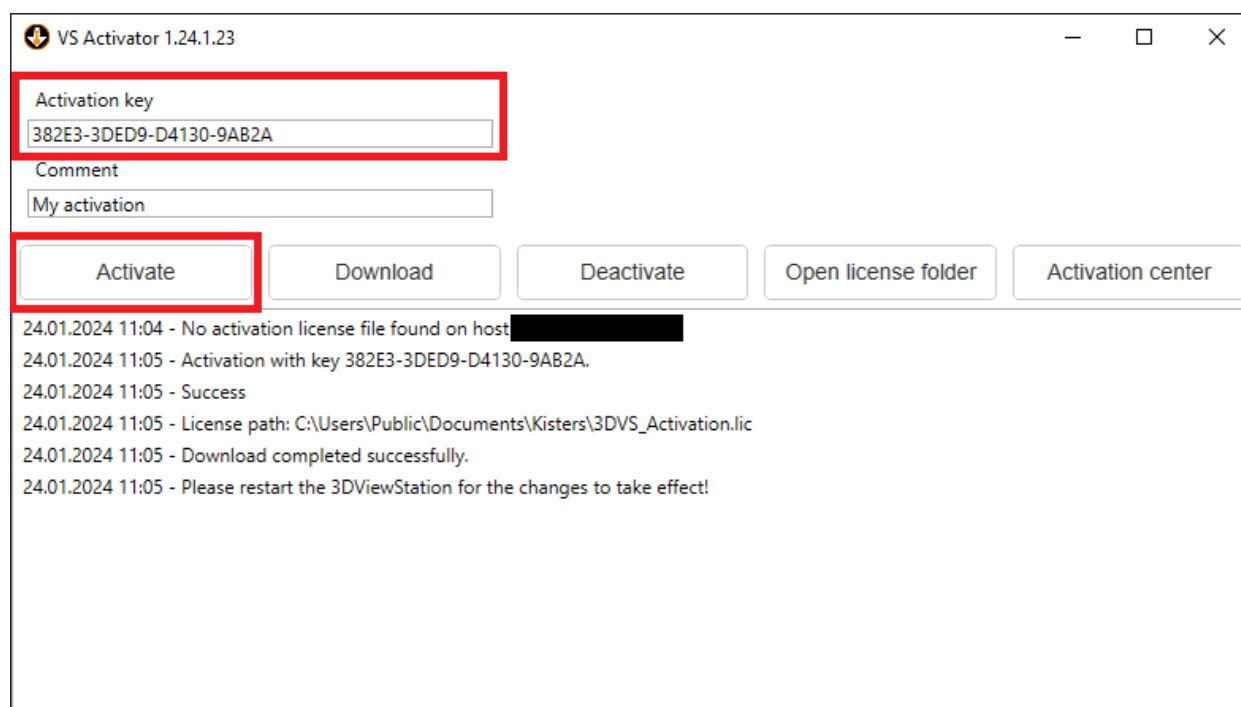 VS Activator 1.24.1.23
Activation key
382E3-3DED9-D4130-9AB2A
Comment
My activation
Activate Download Deactivate Open license folder Activation center
24.01.2024 11:04 - No activation license file found on host
24.01.2024 11:05 - Activation with key 382E3-3DED9-D4130-9AB2A.
24.01.2024 11:05 - Success
24.01.2024 11:05 - License path: C:\Users\Public\Documents\Kisters\3DVS_Activation.lic
24.01.2024 11:05 - Download completed successfully.
24.01.2024 11:05 - Please restart the 3DViewStation for the changes to take effect!